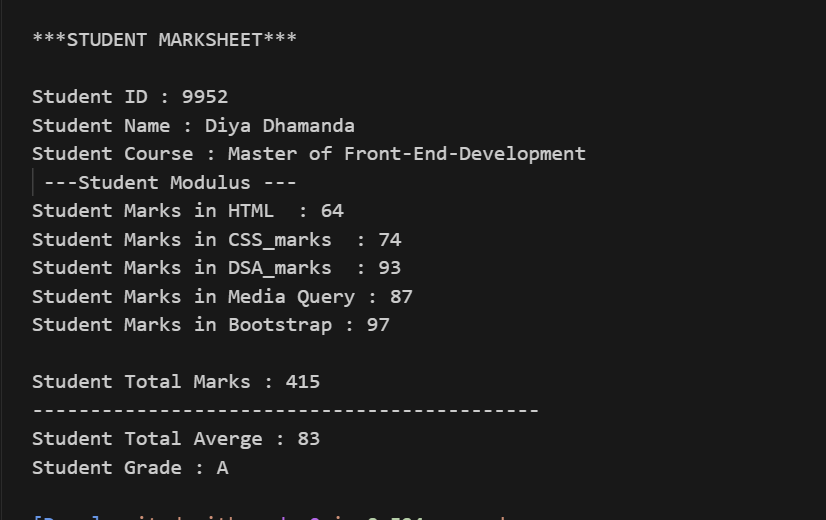 ***STUDENT MARKSHEET***
Student ID : 9952
Student Name : Diya Dhamanda
Student Course : Master of Front-End-Development
---Student Modulus ---
Student Marks in HTML  : 64
Student Marks in CSS_marks  : 74
Student Marks in DSA_marks  : 93
Student Marks in Media Query : 87
Student Marks in Bootstrap : 97
Student Total Marks : 415
--------------------------------------------
Student Total Averge : 83
Student Grade : A